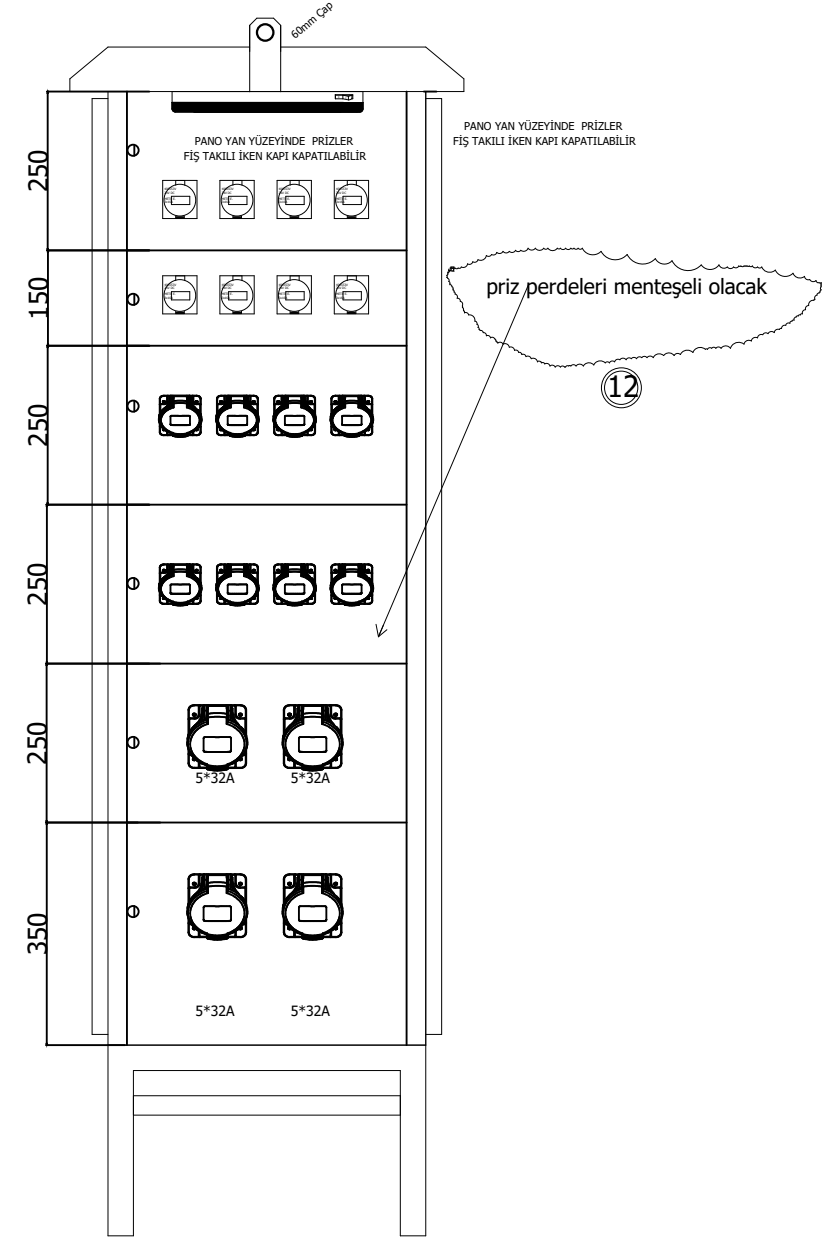 60mm Çap
PANO YAN YÜZEYİNDE PRİZLER
FİŞ TAKILI İKEN KAPI KAPATILABİLİR
PANO YAN YÜZEYİNDE PRİZLER
FİŞ TAKILI İKEN KAPI KAPATILABİLİR
250
150
priz perdeleri menteşeli olacak
12
250
250
250
5*32A 5*32A
350
5*32A 5*32A